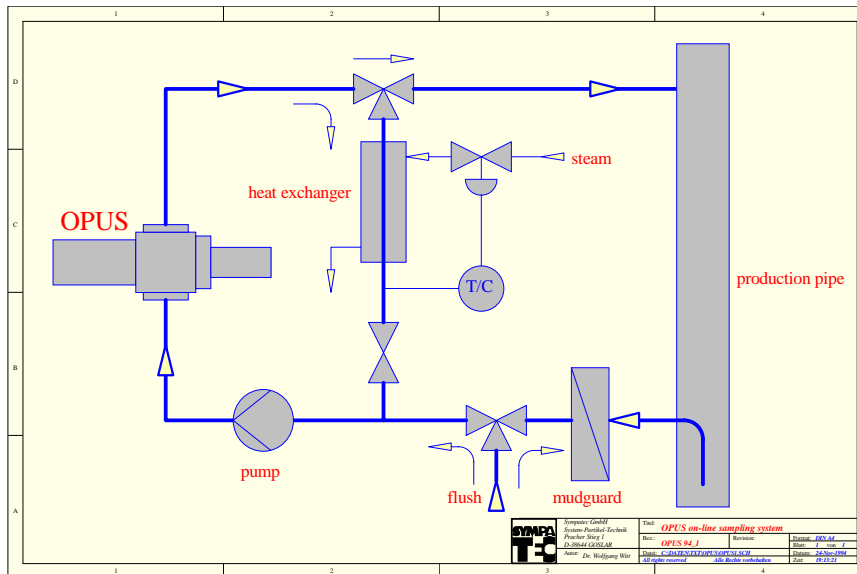 1 2 3 4
D
C
B
A
steam
heat exchanger
OPUS
T/C
production pipe
pump
flush
mudguard
SYMPA
TEC
Sympatec GmbH
System-Partikel-Technik
Pracher Stieg 1
D-38644 GOSLAR
Autor: Dr. Wolfgang Witt
Titel: OPUS on-line sampling system
Bez.: OPUS 94_1 Revision:
Format: DIN A4
Blatt: 1 von 1
Datei: C:\DATEN\TXT\OPUS\OPUS1.SCH Datum: 24-Nov-1994
All rights reserved Alle Rechte vorbehalten Zeit: 19:13:21
1 2 3 4
D
C
B
A